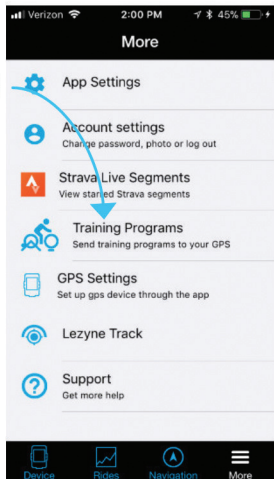 Verizon 2:00 PM 45%
More
App Settings
Account settings
Change password, photo or log out
Strava Live Segments
View starred Strava segments
Training Programs
Send training programs to your GPS
GPS Settings
Set up gps device through the app
Lezyne Track
Support
Get more help
Device Rides Navigation More